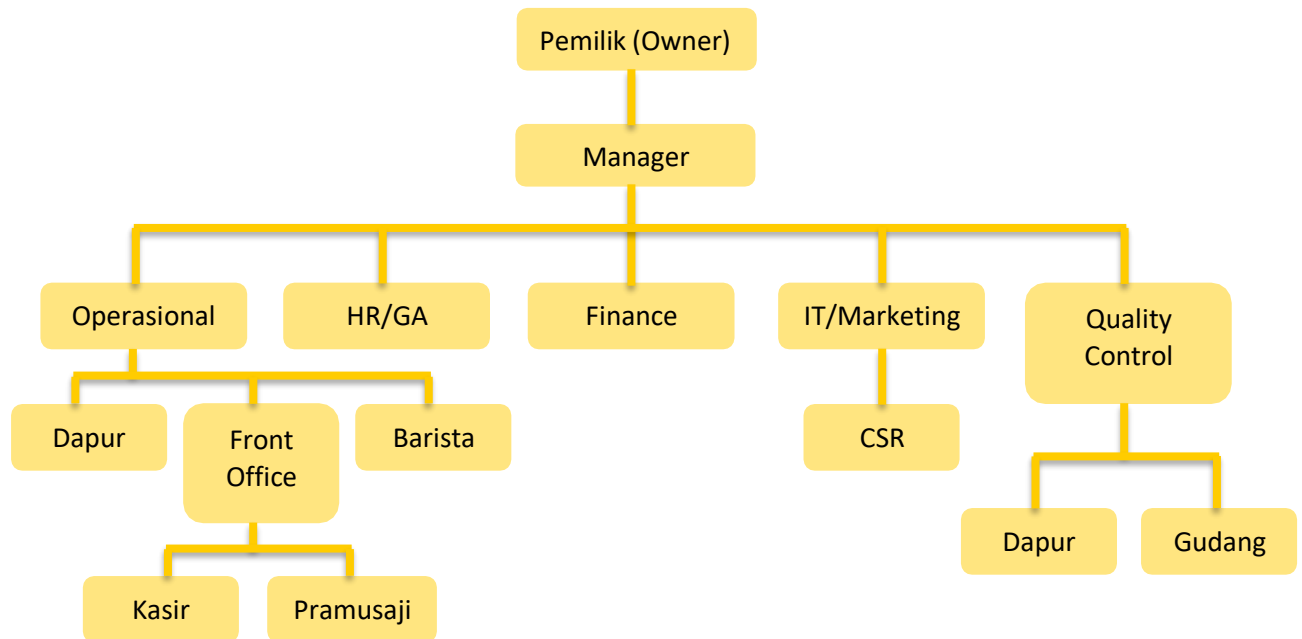 Pemilik (Owner)
Manager
Operasional
HR/GA
Finance
IT/Marketing
Quality
Control
Dapur
Front
Office
Barista
CSR
Dapur
Gudang
Kasir
Pramusaji